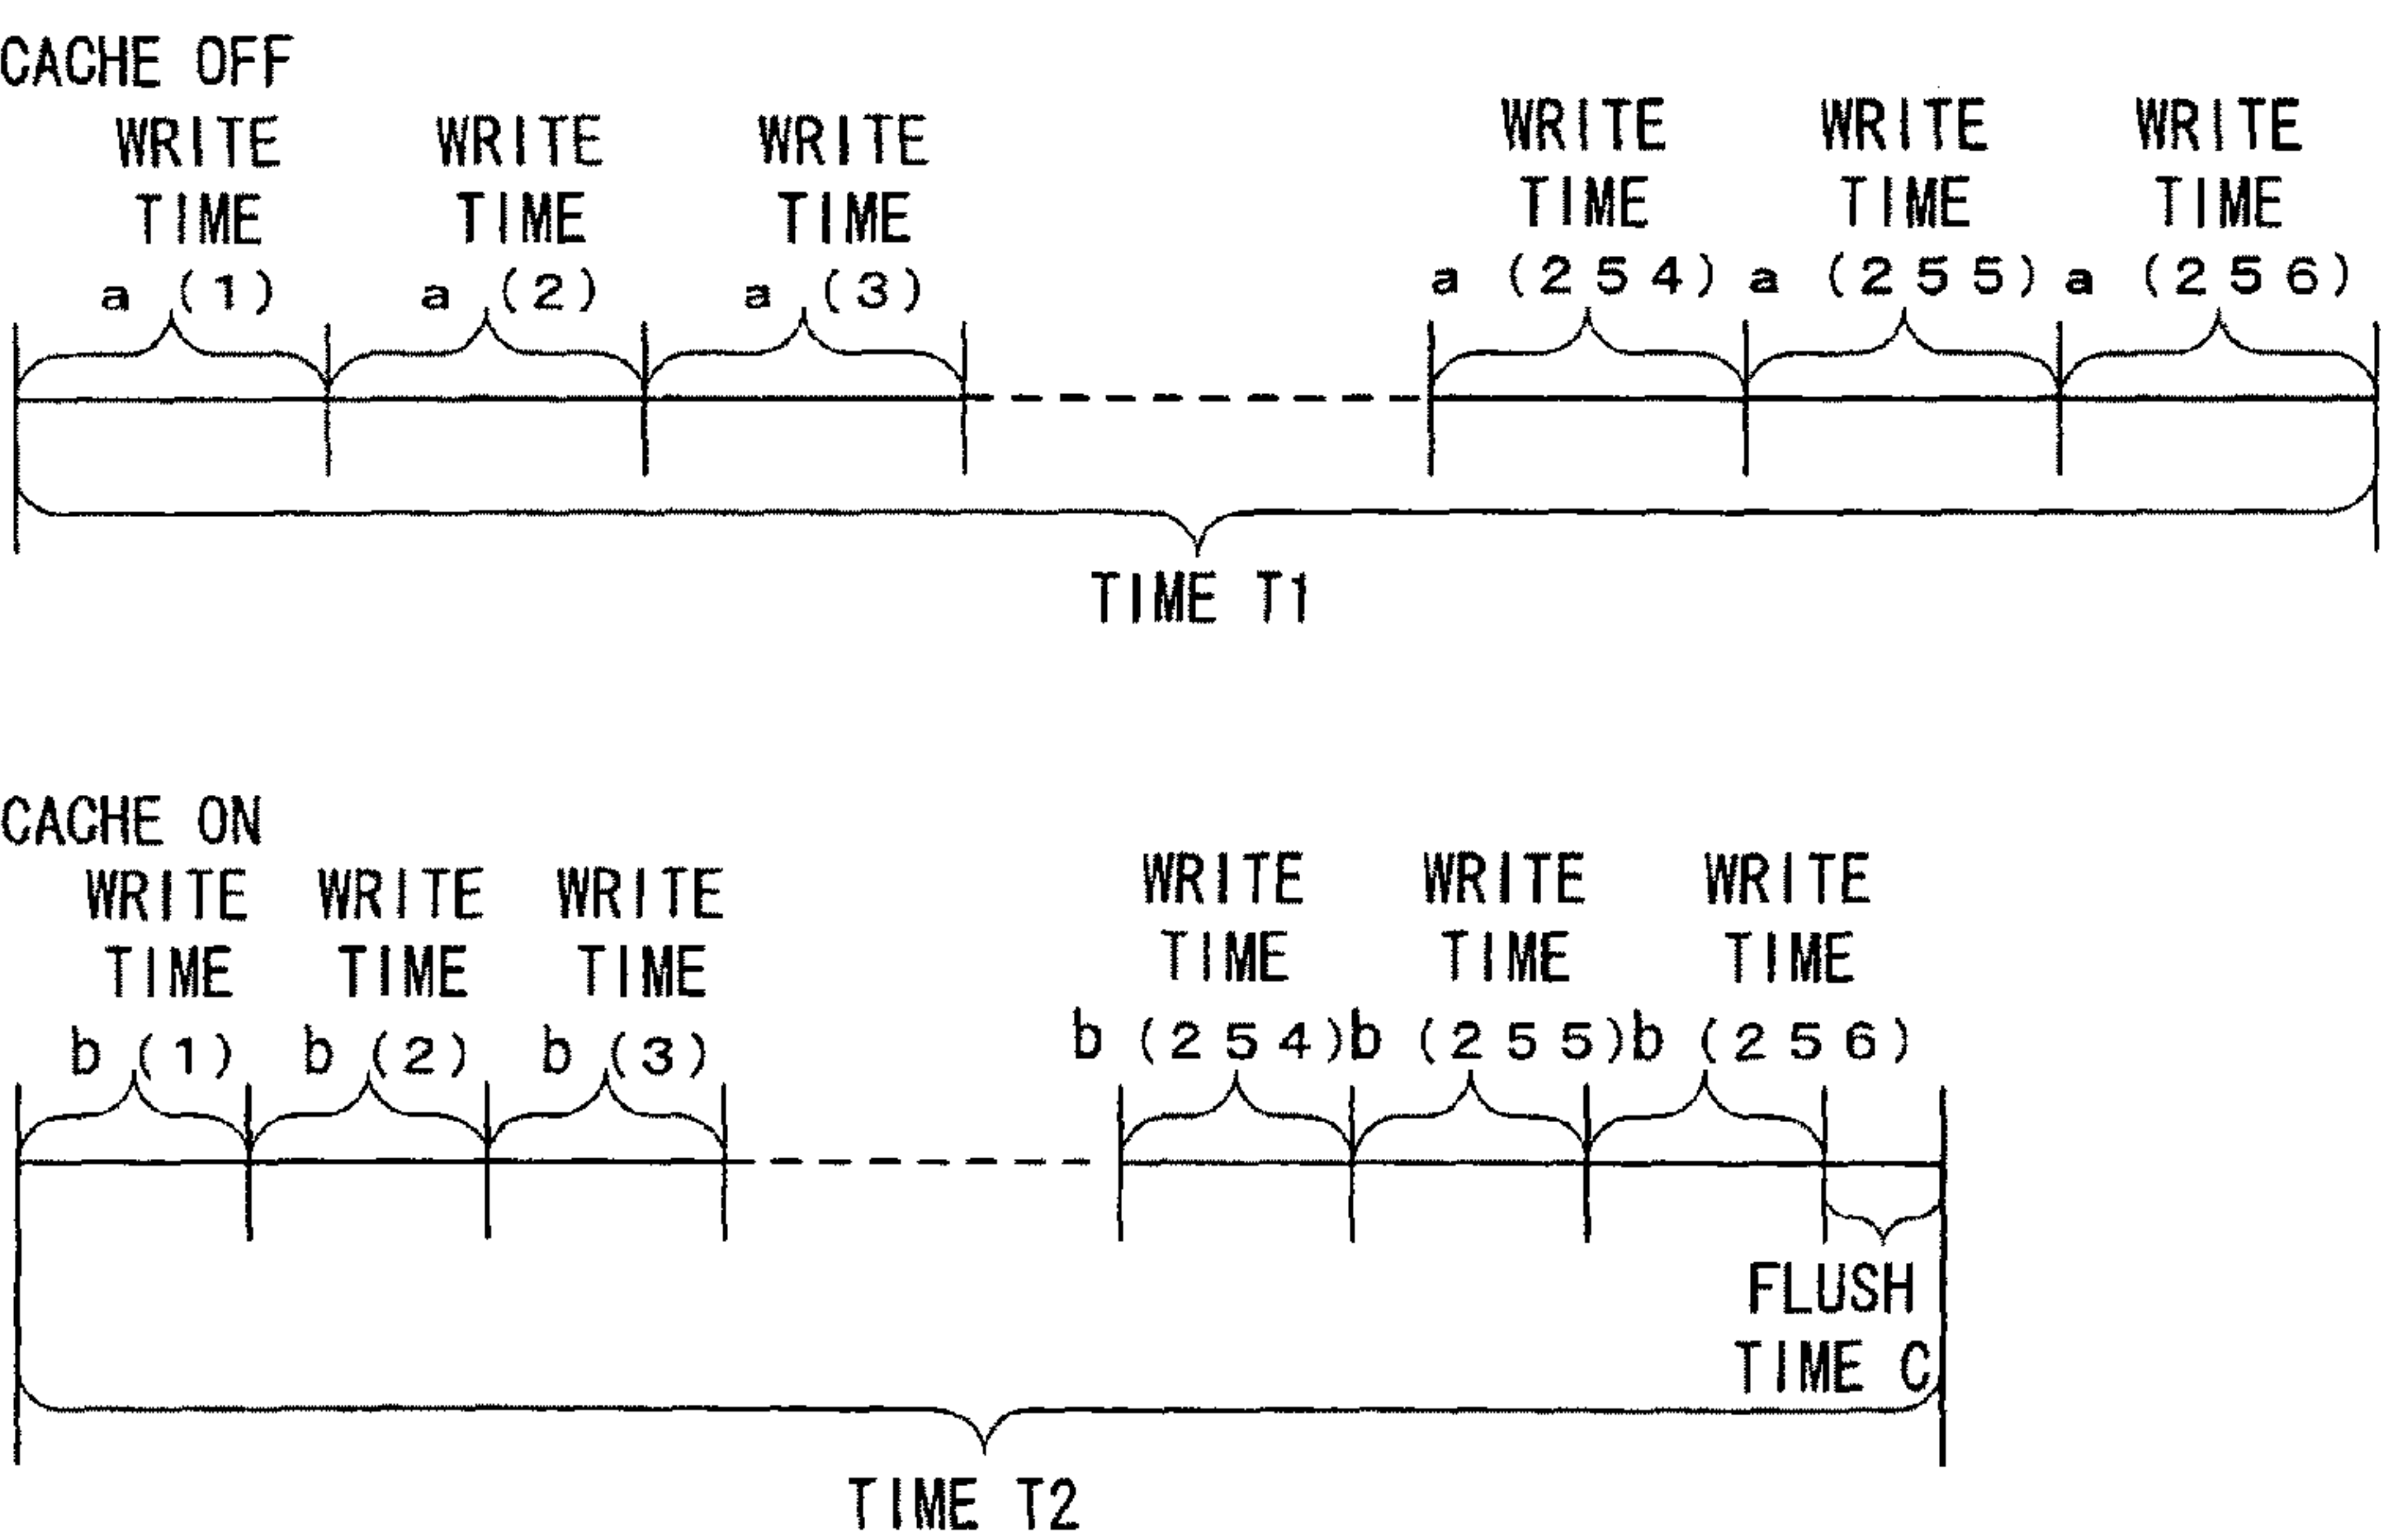 CACHE OFF
WRITE WRITE WRITE WRITE WRITE WRITE
TIME TIME TIME TIME TIME TIME
a (1) a (2) a (3) a (254) a (255) a (256)
TIME T1
CACHE ON
WRITE WRITE WRITE WRITE WRITE WRITE
TIME TIME TIME TIME TIME TIME
b (1) b (2) b (3) b (254) b (255) b (256)
FLUSH
TIME C
TIME T2